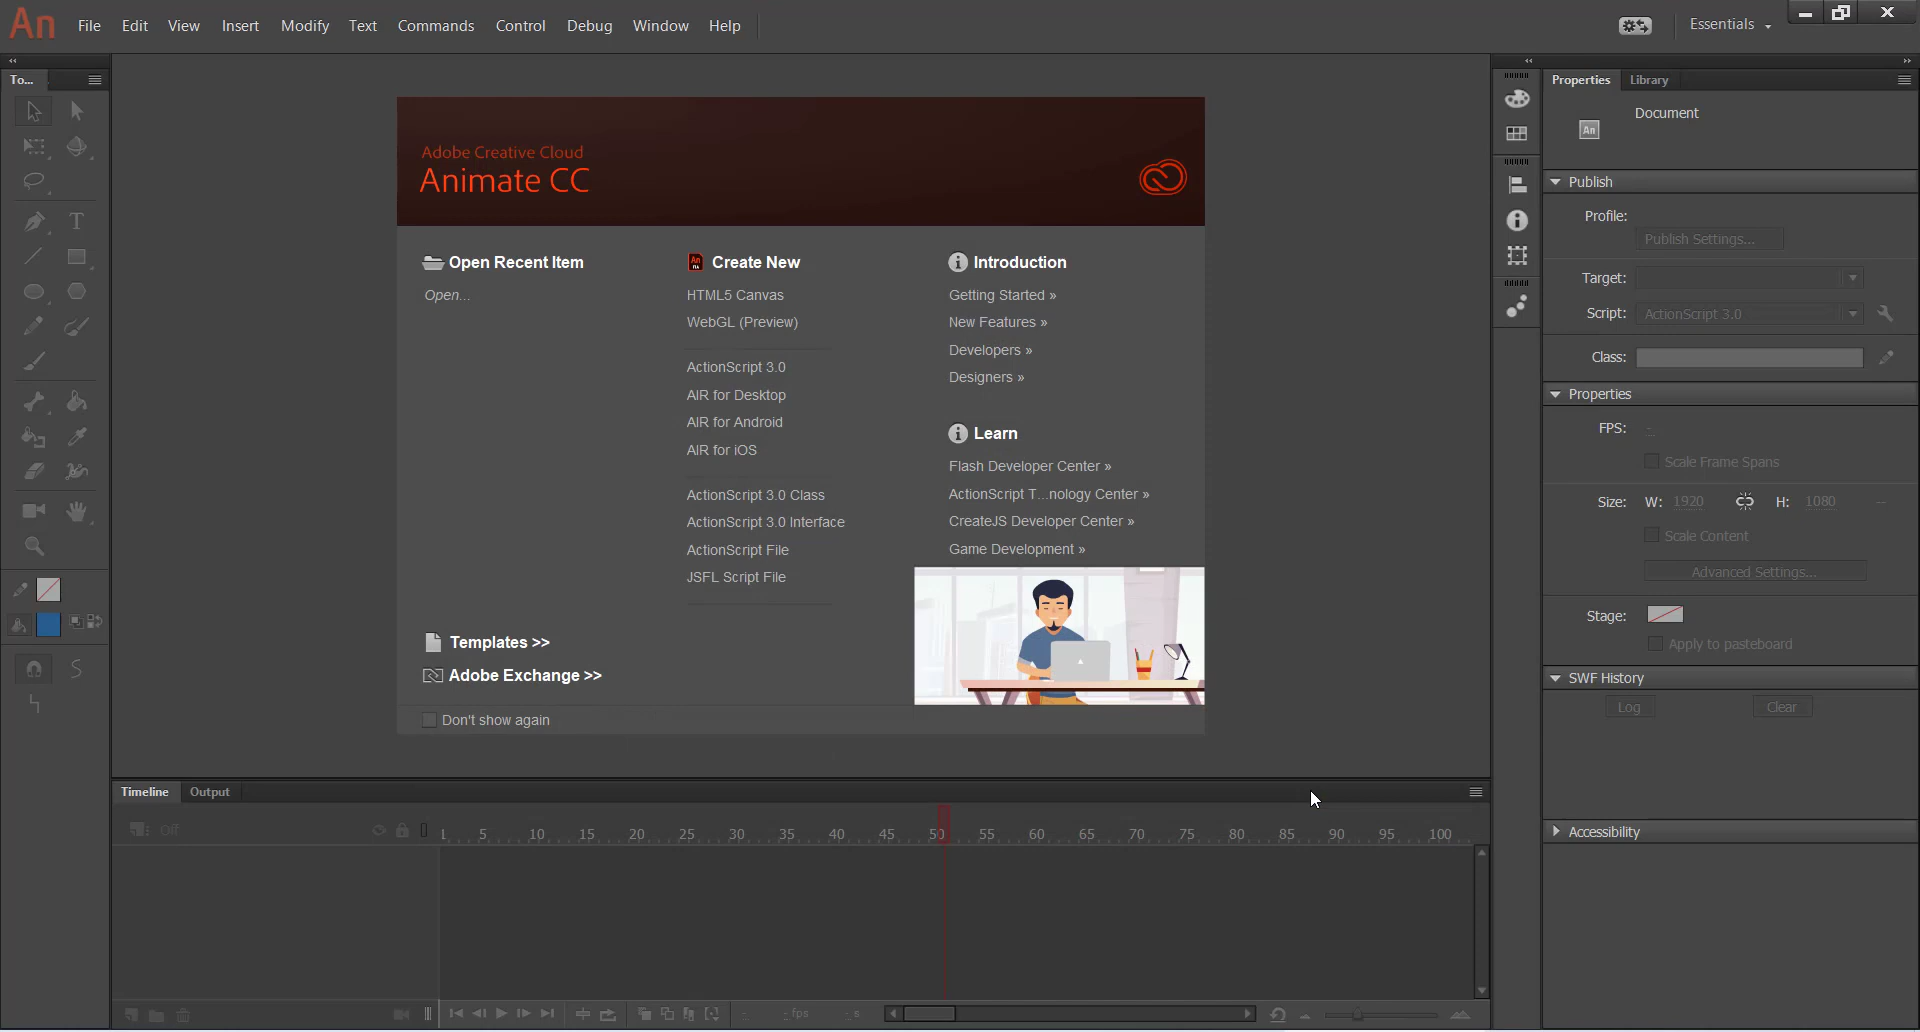 An File Edit View Insert Modify Text Commands Control Debug Window Help Essentials
To...
Properties Library
An Document
Adobe Creative Cloud
Animate CC
Publish
Profile:
Publish Settings...
Target:
Script: ActionScript 3.0
Class:
Properties
FPS: -
Scale Frame Spans
Size: W: 1920 H: 1080 --
Scale Content
Advanced Settings...
Stage:
Apply to pasteboard
SWF History
Log Clear
Accessibility
Open Recent Item
Open...
Templates >>
Adobe Exchange >>
Don't show again
Create New
HTML5 Canvas
WebGL (Preview)
ActionScript 3.0
AIR for Desktop
AIR for Android
AIR for iOS
ActionScript 3.0 Class
ActionScript 3.0 Interface
ActionScript File
JSFL Script File
Introduction
Getting Started »
New Features »
Developers »
Designers »
Learn
Flash Developer Center »
ActionScript T...nology Center »
CreateJS Developer Center »
Game Development »
Timeline Output
Off 1 5 10 15 20 25 30 35 40 45 50 55 60 65 70 75 80 85 90 95 100
- - fps - s